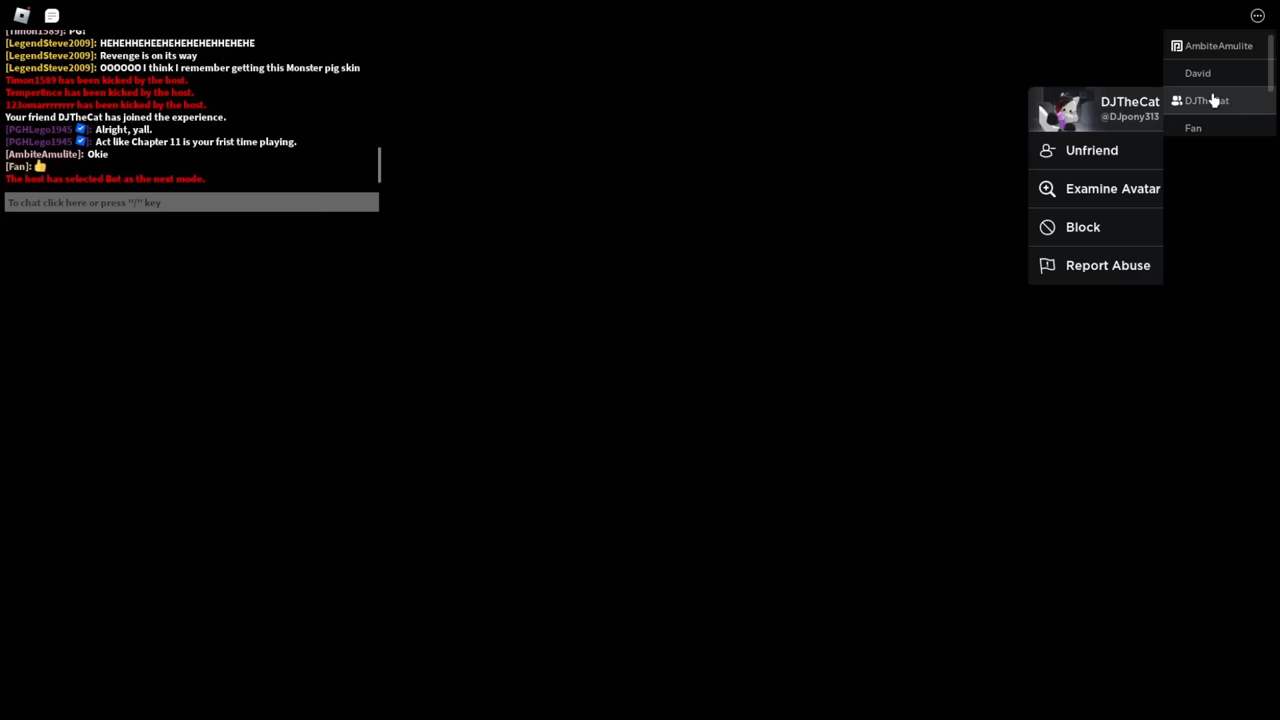 [Timon1589]: PG!
[LegendSteve2009]: HEHEHHEHEEHEHEHEHEHHEHEHE
[LegendSteve2009]: Revenge is on its way
[LegendSteve2009]: OOOOOO I think I remember getting this Monster pig skin
Timon1589 has been kicked by the host.
Temper0nce has been kicked by the host.
123omarrrrrrr has been kicked by the host.
Your friend DJTheCat has joined the experience.
[PGHLego1945]: Alright, yall.
[PGHLego1945]: Act like Chapter 11 is your frist time playing.
[AmbiteAmulite]: Okie
[Fan]: 👍
The host has selected Bot as the next mode.
To chat click here or press "/" key
AmbiteAmulite
David
DJTheCat
Fan
DJTheCat
@DJpony313
Unfriend
Examine Avatar
Block
Report Abuse